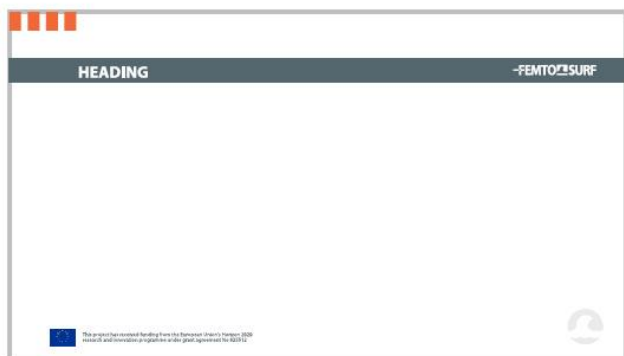 HEADING
FEMTOSURF
This project has received funding from the European Union's Horizon 2020
research and innovation programme under grant agreement No